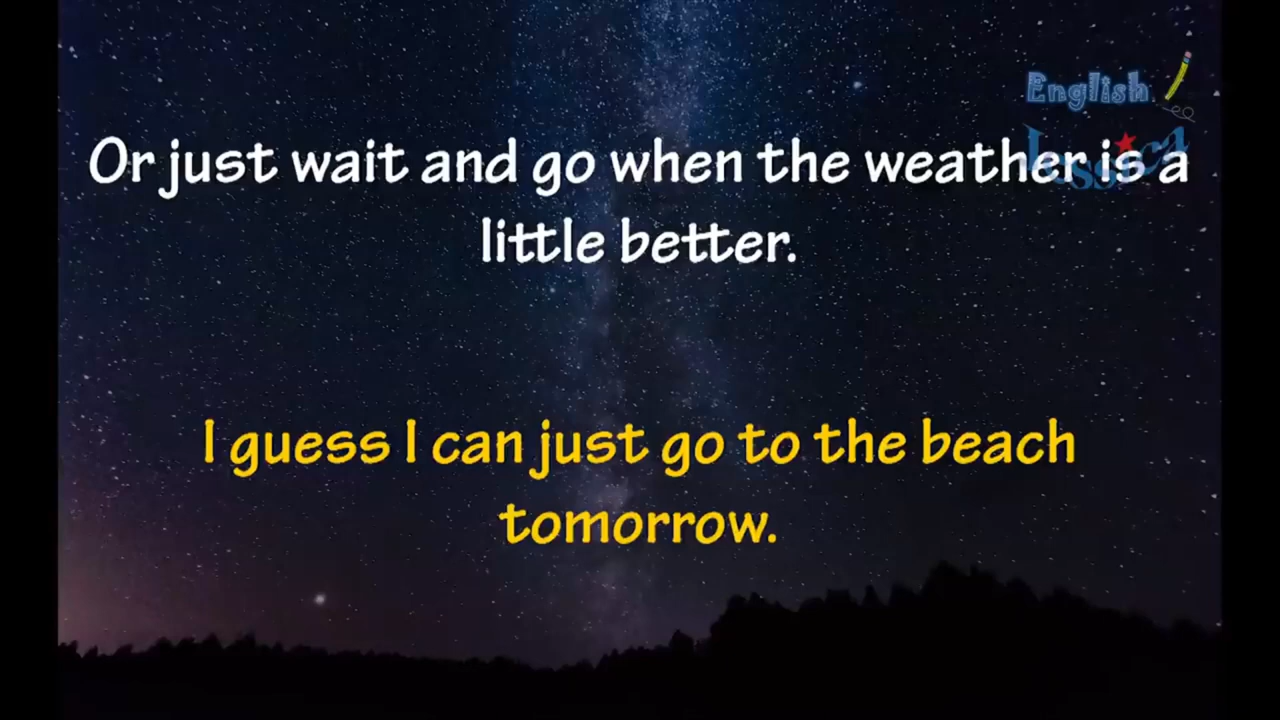 English
Jessica
Or just wait and go when the weather is a
little better.
I guess I can just go to the beach
tomorrow.